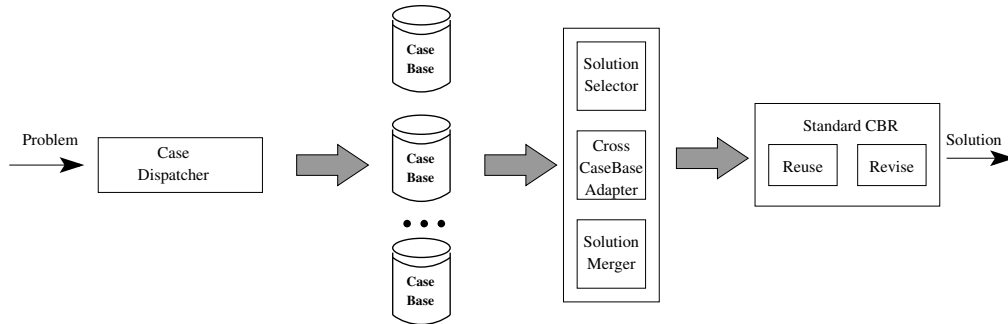 Problem
Case
Dispatcher
Case
Base
Case
Base
Case
Base
Solution
Selector
Cross
CaseBase
Adapter
Solution
Merger
Standard CBR
Reuse
Revise
Solution